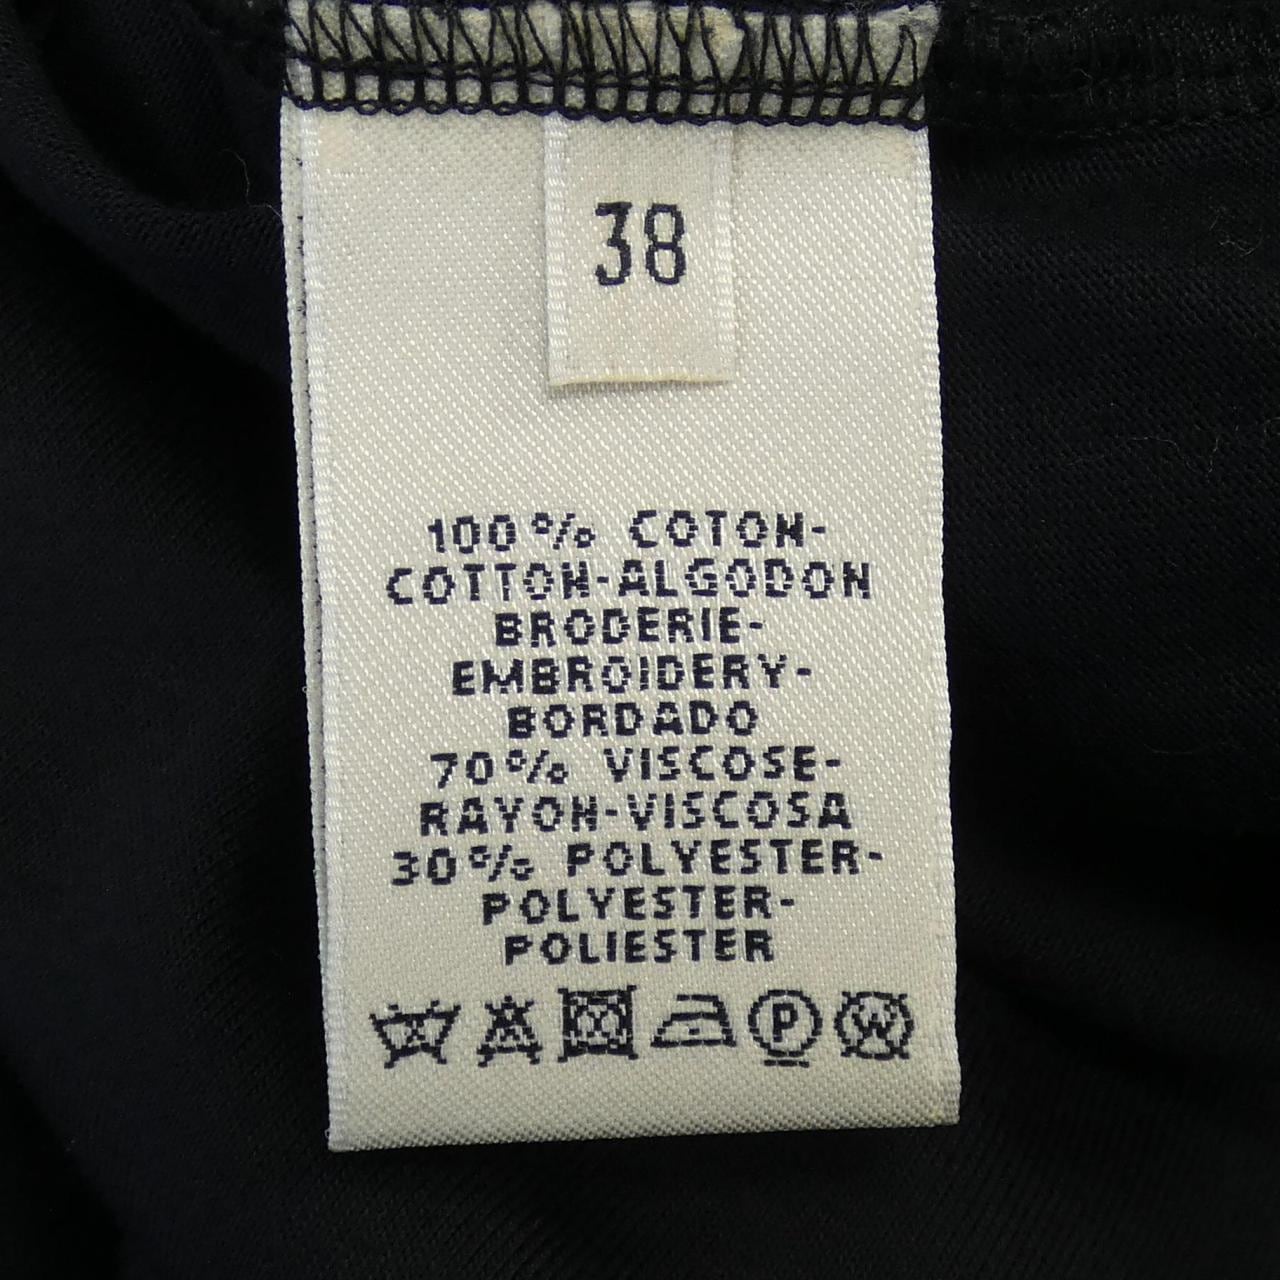 38
100% COTON-
COTTON-ALGODON
BRODERIE-
EMBROIDERY-
BORDADO
70% VISCOSE-
RAYON-VISCOSA
30% POLYESTER-
POLYESTER-
POLIESTER
P W